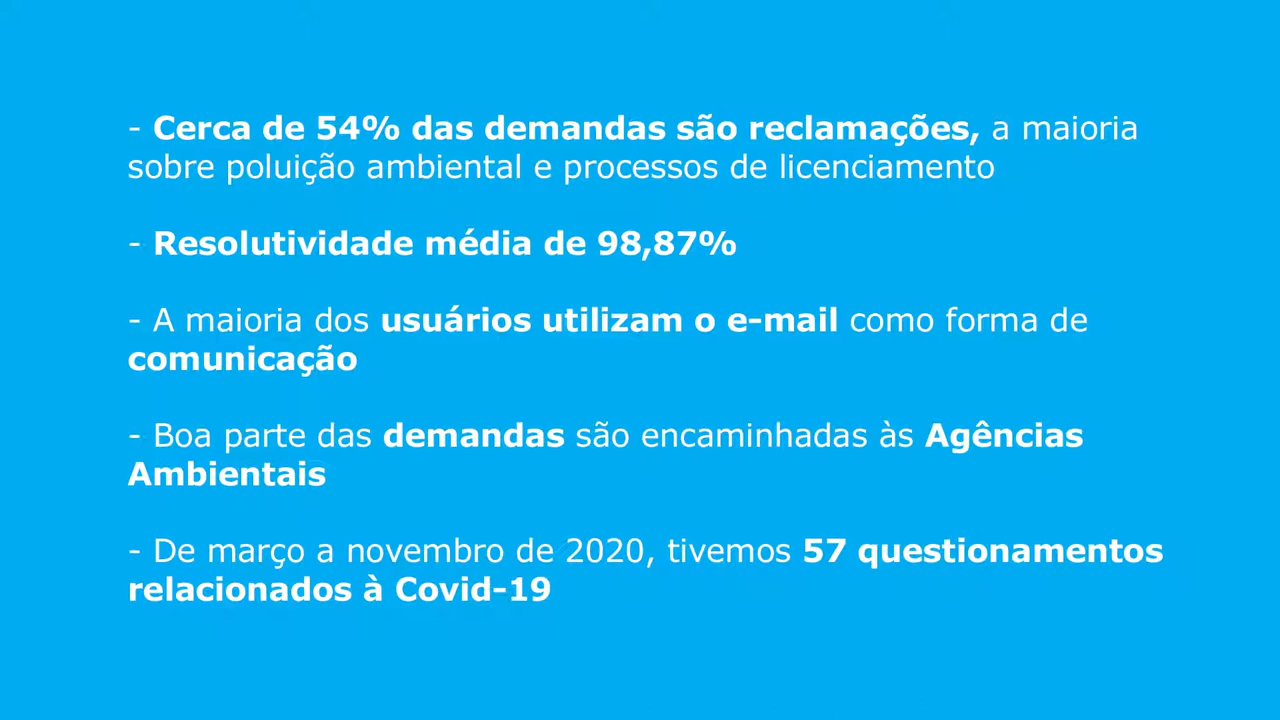 - Cerca de 54% das demandas são reclamações, a maioria
sobre poluição ambiental e processos de licenciamento
- Resolutividade média de 98,87%
- A maioria dos usuários utilizam o e-mail como forma de
comunicação
- Boa parte das demandas são encaminhadas às Agências
Ambientais
- De março a novembro de 2020, tivemos 57 questionamentos
relacionados à Covid-19